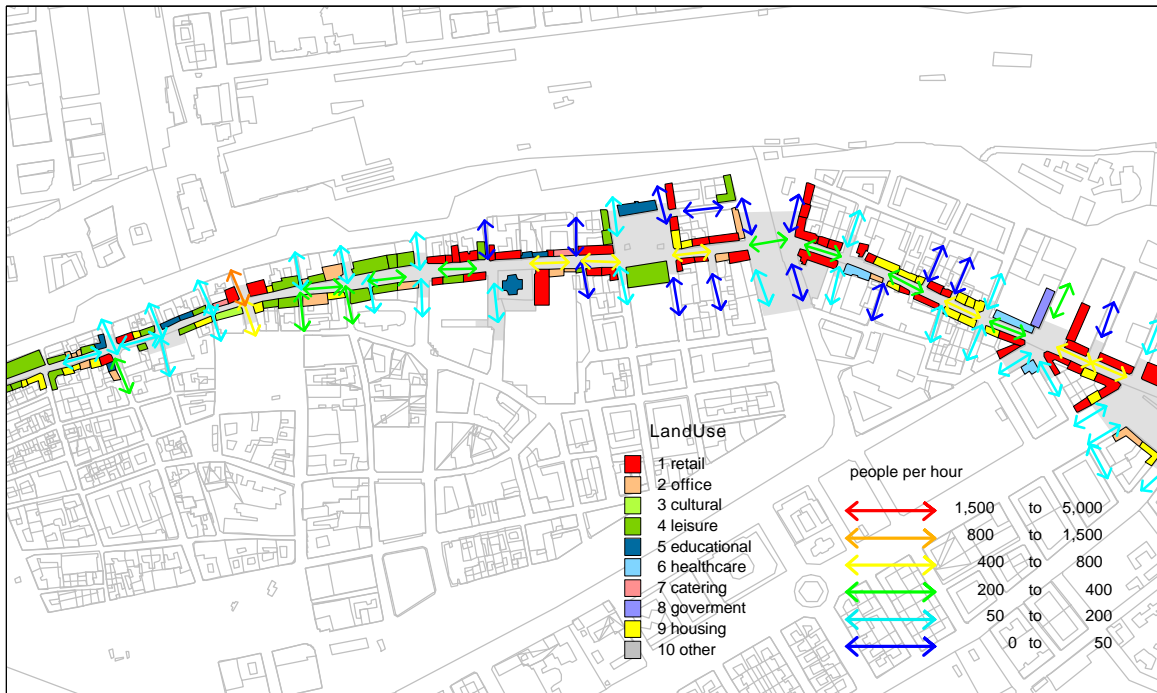 LandUse
1 retail
2 office
3 cultural
4 leisure
5 educational
6 healthcare
7 catering
8 goverment
9 housing
10 other
people per hour
1,500 to 5,000
800 to 1,500
400 to 800
200 to 400
50 to 200
0 to 50